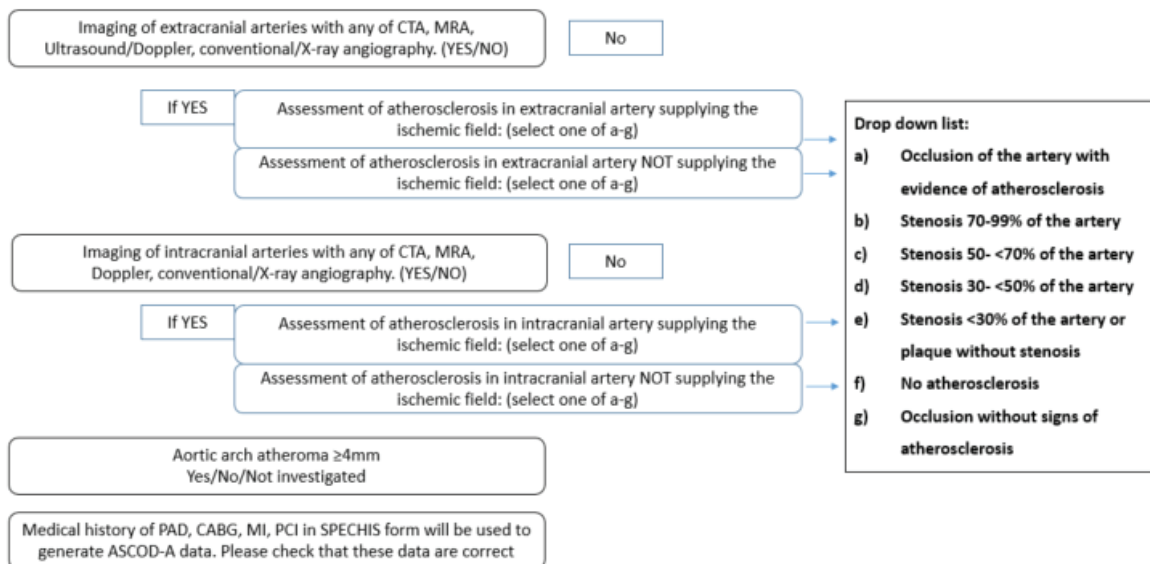 Imaging of extracranial arteries with any of CTA, MRA,
Ultrasound/Doppler, conventional/X-ray angiography. (YES/NO)
No
If YES
Assessment of atherosclerosis in extracranial artery supplying the
ischemic field: (select one of a-g)
Assessment of atherosclerosis in extracranial artery NOT supplying the
ischemic field: (select one of a-g)
Imaging of intracranial arteries with any of CTA, MRA,
Doppler, conventional/X-ray angiography. (YES/NO)
No
If YES
Assessment of atherosclerosis in intracranial artery supplying the
ischemic field: (select one of a-g)
Assessment of atherosclerosis in intracranial artery NOT supplying the
ischemic field: (select one of a-g)
Aortic arch atheroma ≥4mm
Yes/No/Not investigated
Medical history of PAD, CABG, MI, PCI in SPECHIS form will be used to
generate ASCOD-A data. Please check that these data are correct
Drop down list:
a) Occlusion of the artery with
evidence of atherosclerosis
b) Stenosis 70-99% of the artery
c) Stenosis 50- <70% of the artery
d) Stenosis 30- <50% of the artery
e) Stenosis <30% of the artery or
plaque without stenosis
f) No atherosclerosis
g) Occlusion without signs of
atherosclerosis